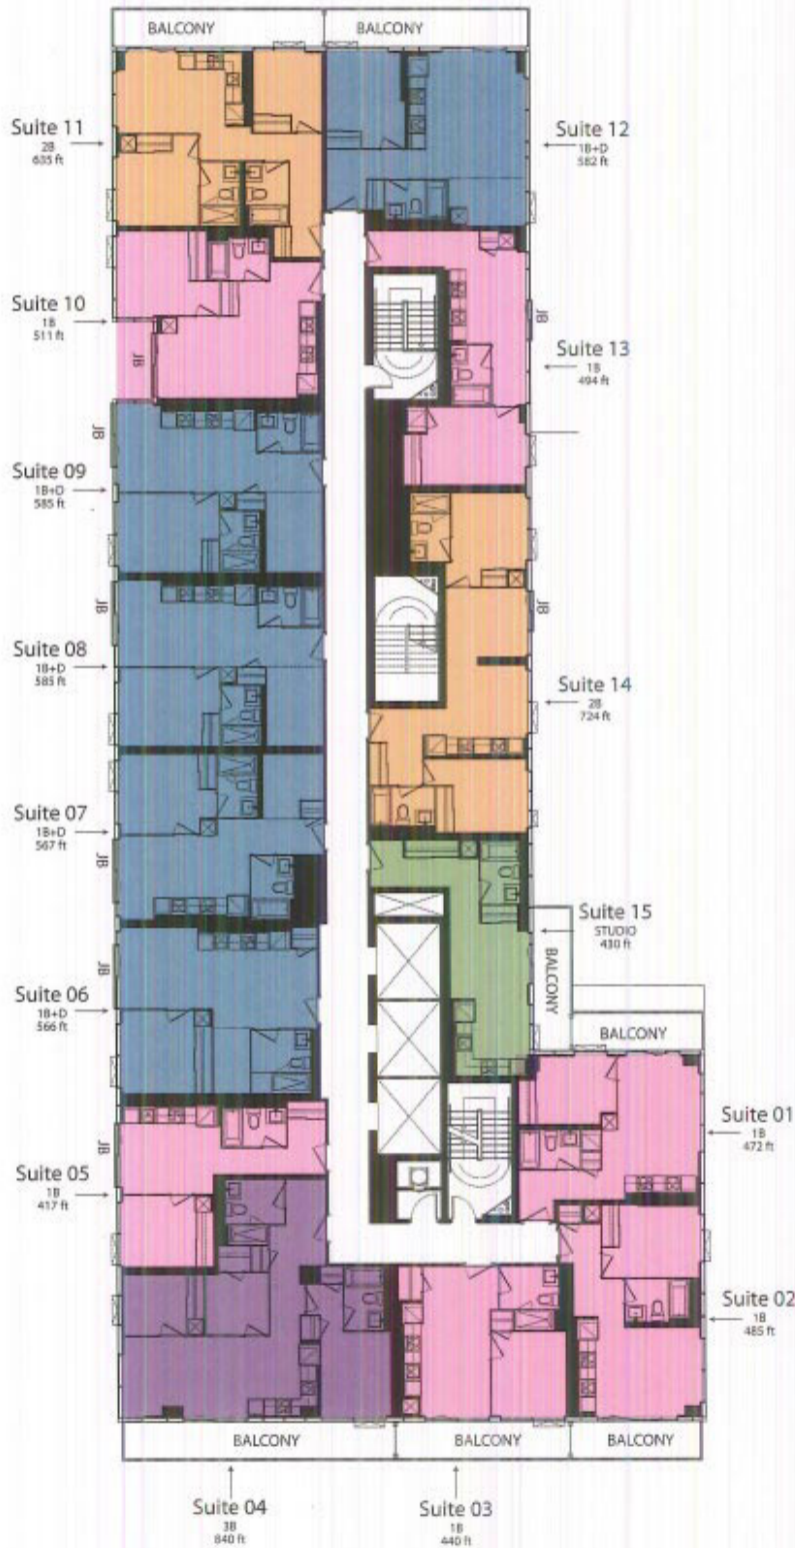 BALCONY
BALCONY
Suite 11
2B
635 ft
Suite 12
1B+D
582 ft
Suite 10
1B
511 ft
JB
JB
Suite 13
1B
494 ft
JB
Suite 09
1B+D
585 ft
JB
JB
Suite 08
1B+D
585 ft
Suite 14
2B
724 ft
Suite 07
1B+D
567 ft
JB
Suite 15
STUDIO
430 ft
BALCONY
JB
Suite 06
1B+D
566 ft
BALCONY
Suite 01
1B
472 ft
JB
Suite 05
1B
417 ft
Suite 02
1B
485 ft
BALCONY
BALCONY
BALCONY
Suite 04
3B
840 ft
Suite 03
1B
440 ft